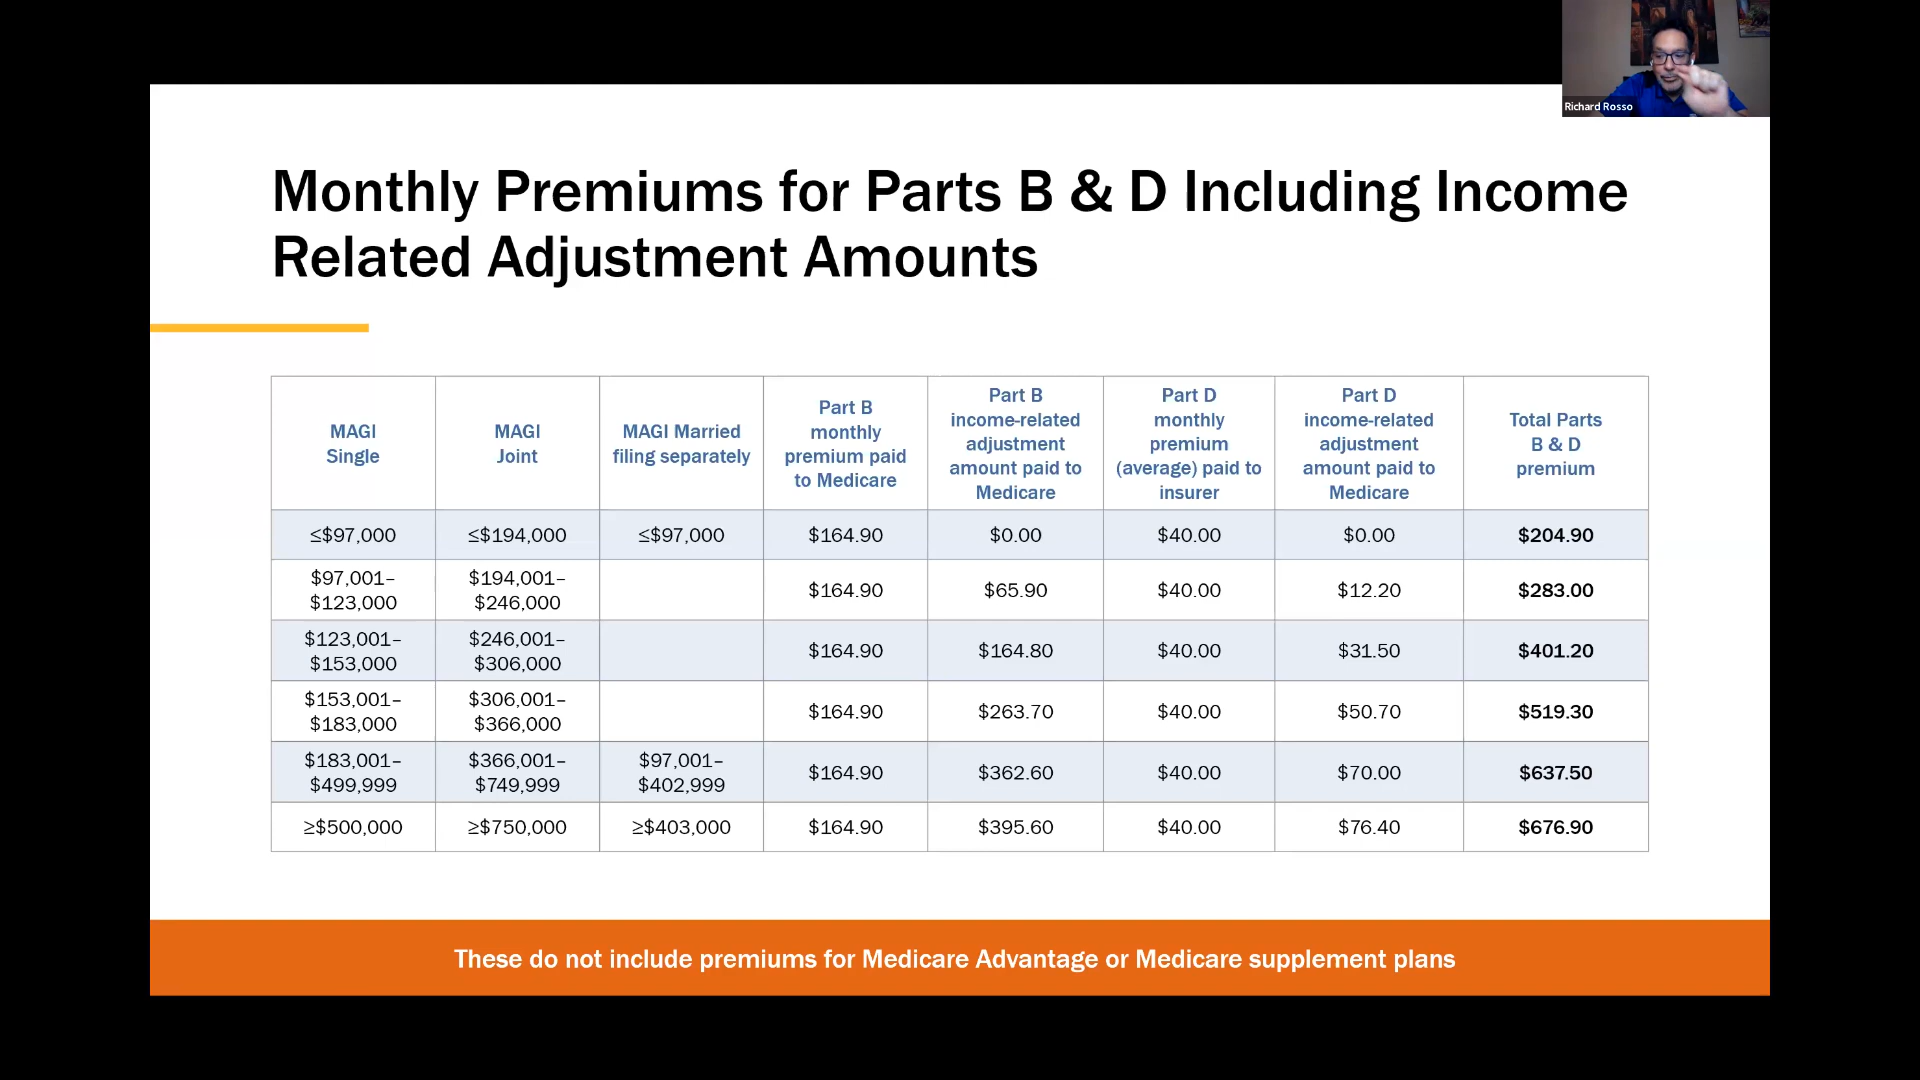 Richard Rosso
Monthly Premiums for Parts B & D Including Income
Related Adjustment Amounts
MAGI
Single
MAGI
Joint
MAGI Married
filing separately
Part B
monthly
premium paid
to Medicare
Part B
income-related
adjustment
amount paid to
Medicare
Part D
monthly
premium
(average) paid to
insurer
Part D
income-related
adjustment
amount paid to
Medicare
Total Parts
B & D
premium
≤$97,000
≤$194,000
≤$97,000
$164.90
$0.00
$40.00
$0.00
$204.90
$97,001–
$123,000
$194,001–
$246,000
$164.90
$65.90
$40.00
$12.20
$283.00
$123,001–
$153,000
$246,001–
$306,000
$164.90
$164.80
$40.00
$31.50
$401.20
$153,001–
$183,000
$306,001–
$366,000
$164.90
$263.70
$40.00
$50.70
$519.30
$183,001–
$499,999
$366,001–
$749,999
$97,001–
$402,999
$164.90
$362.60
$40.00
$70.00
$637.50
≥$500,000
≥$750,000
≥$403,000
$164.90
$395.60
$40.00
$76.40
$676.90
These do not include premiums for Medicare Advantage or Medicare supplement plans